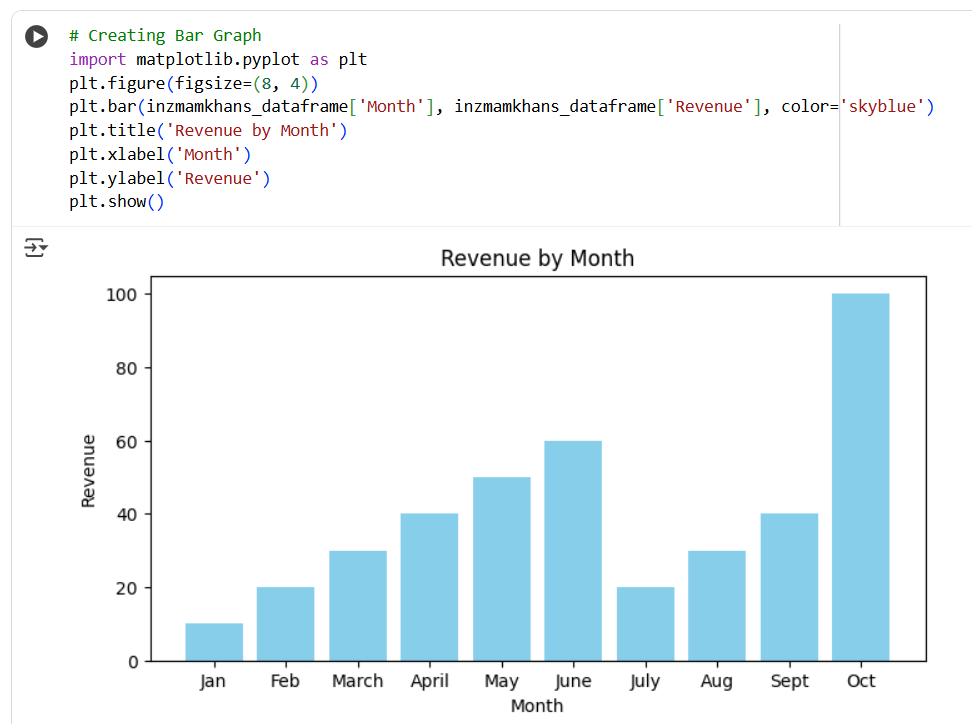 # Creating Bar Graph
import matplotlib.pyplot as plt
plt.figure(figsize=(8, 4))
plt.bar(inzmamkhans_dataframe['Month'], inzmamkhans_dataframe['Revenue'], color='skyblue')
plt.title('Revenue by Month')
plt.xlabel('Month')
plt.ylabel('Revenue')
plt.show()
Revenue by Month
100
80
60
40
20
0
Revenue
Jan Feb March April May June July Aug Sept Oct
Month